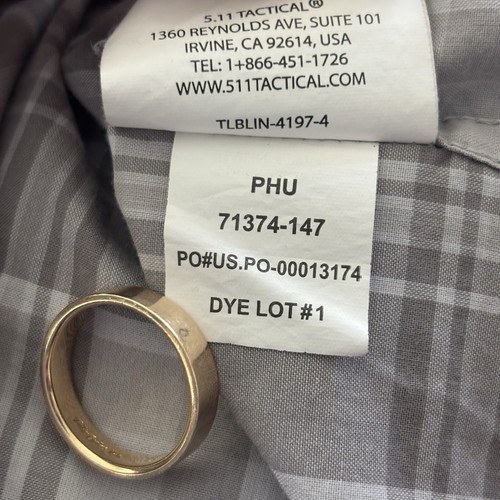 5.11 TACTICAL®
1360 REYNOLDS AVE, SUITE 101
IRVINE, CA 92614, USA
TEL: 1+866-451-1726
WWW.511TACTICAL.COM
TLBLIN-4197-4
PHU
71374-147
PO#US.PO-00013174
DYE LOT #1